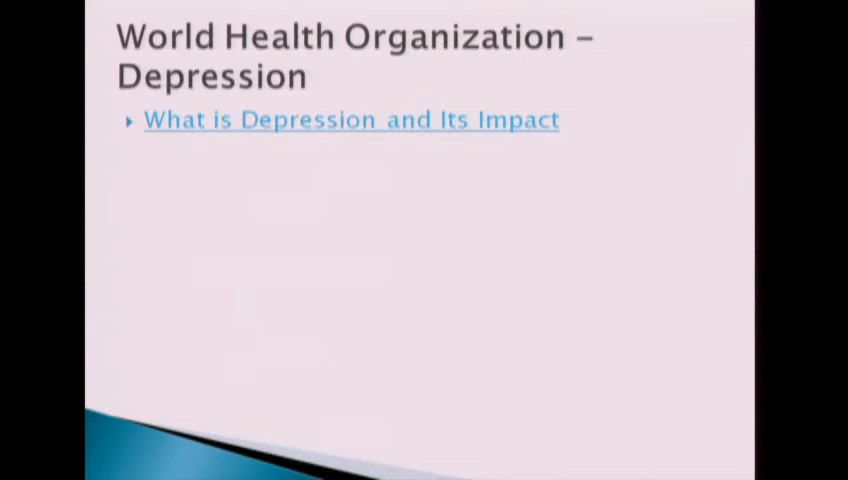 World Health Organization –
Depression
What is Depression and Its Impact